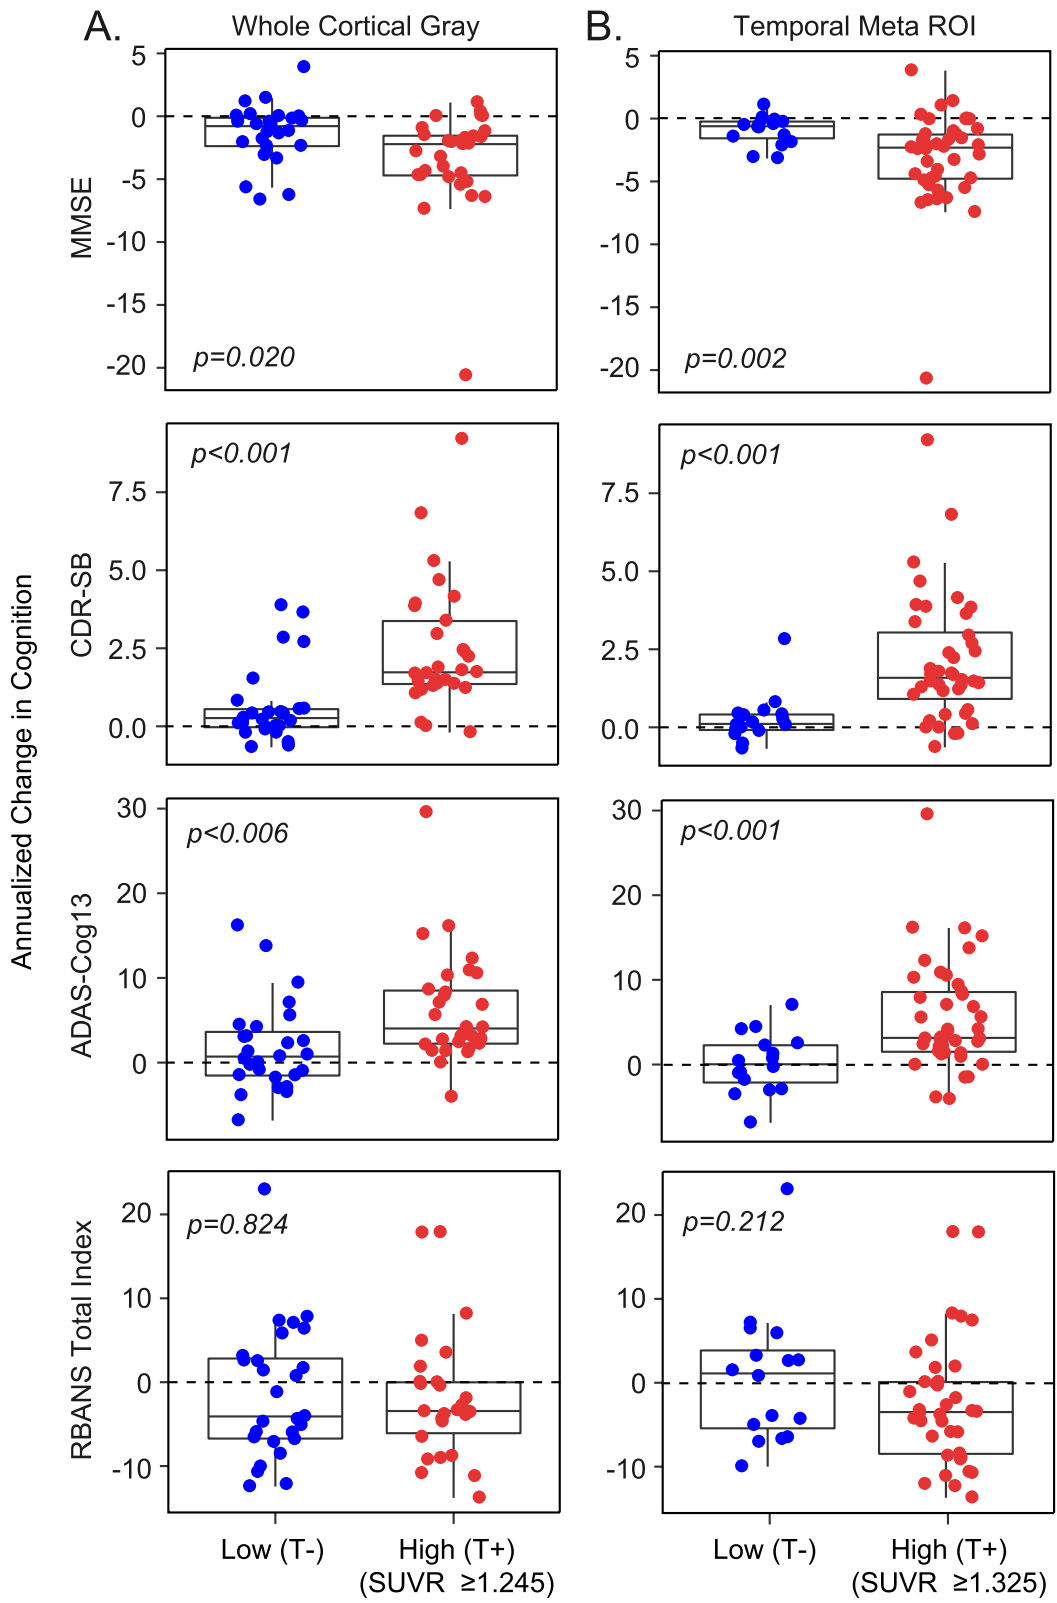 A. Whole Cortical Gray
B. Temporal Meta ROI
Annualized Change in Cognition
MMSE
5
0
-5
-10
-15
-20
p=0.020
5
0
-5
-10
-15
-20
p=0.002
CDR-SB
7.5
5.0
2.5
0.0
p<0.001
7.5
5.0
2.5
0.0
p<0.001
ADAS-Cog13
30
20
10
0
p<0.006
30
20
10
0
p<0.001
RBANS Total Index
20
10
0
-10
p=0.824
20
10
0
-10
p=0.212
Low (T-)
High (T+)
(SUVR ≥1.245)
Low (T-)
High (T+)
(SUVR ≥1.325)